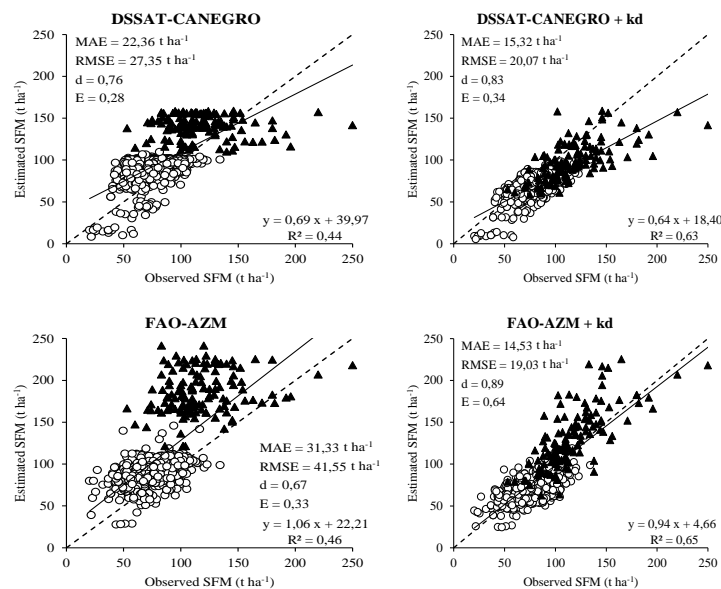 DSSAT-CANEGRO
MAE = 22,36 t ha⁻¹
RMSE = 27,35 t ha⁻¹
d = 0,76
E = 0,28
y = 0,69 x + 39,97
R² = 0,44
Estimated SFM (t ha⁻¹)
250
200
150
100
50
0
0 50 100 150 200 250
Observed SFM (t ha⁻¹)
DSSAT-CANEGRO + kd
MAE = 15,32 t ha⁻¹
RMSE = 20,07 t ha⁻¹
d = 0,83
E = 0,34
y = 0,64 x + 18,40
R² = 0,63
Estimated SFM (t ha⁻¹)
250
200
150
100
50
0
0 50 100 150 200 250
Observed SFM (t ha⁻¹)
FAO-AZM
MAE = 31,33 t ha⁻¹
RMSE = 41,55 t ha⁻¹
d = 0,67
E = 0,33
y = 1,06 x + 22,21
R² = 0,46
Estimated SFM (t ha⁻¹)
250
200
150
100
50
0
0 50 100 150 200 250
Observed SFM (t ha⁻¹)
FAO-AZM + kd
MAE = 14,53 t ha⁻¹
RMSE = 19,03 t ha⁻¹
d = 0,89
E = 0,64
y = 0,94 x + 4,66
R² = 0,65
Estimated SFM (t ha⁻¹)
250
200
150
100
50
0
0 50 100 150 200 250
Observed SFM (t ha⁻¹)